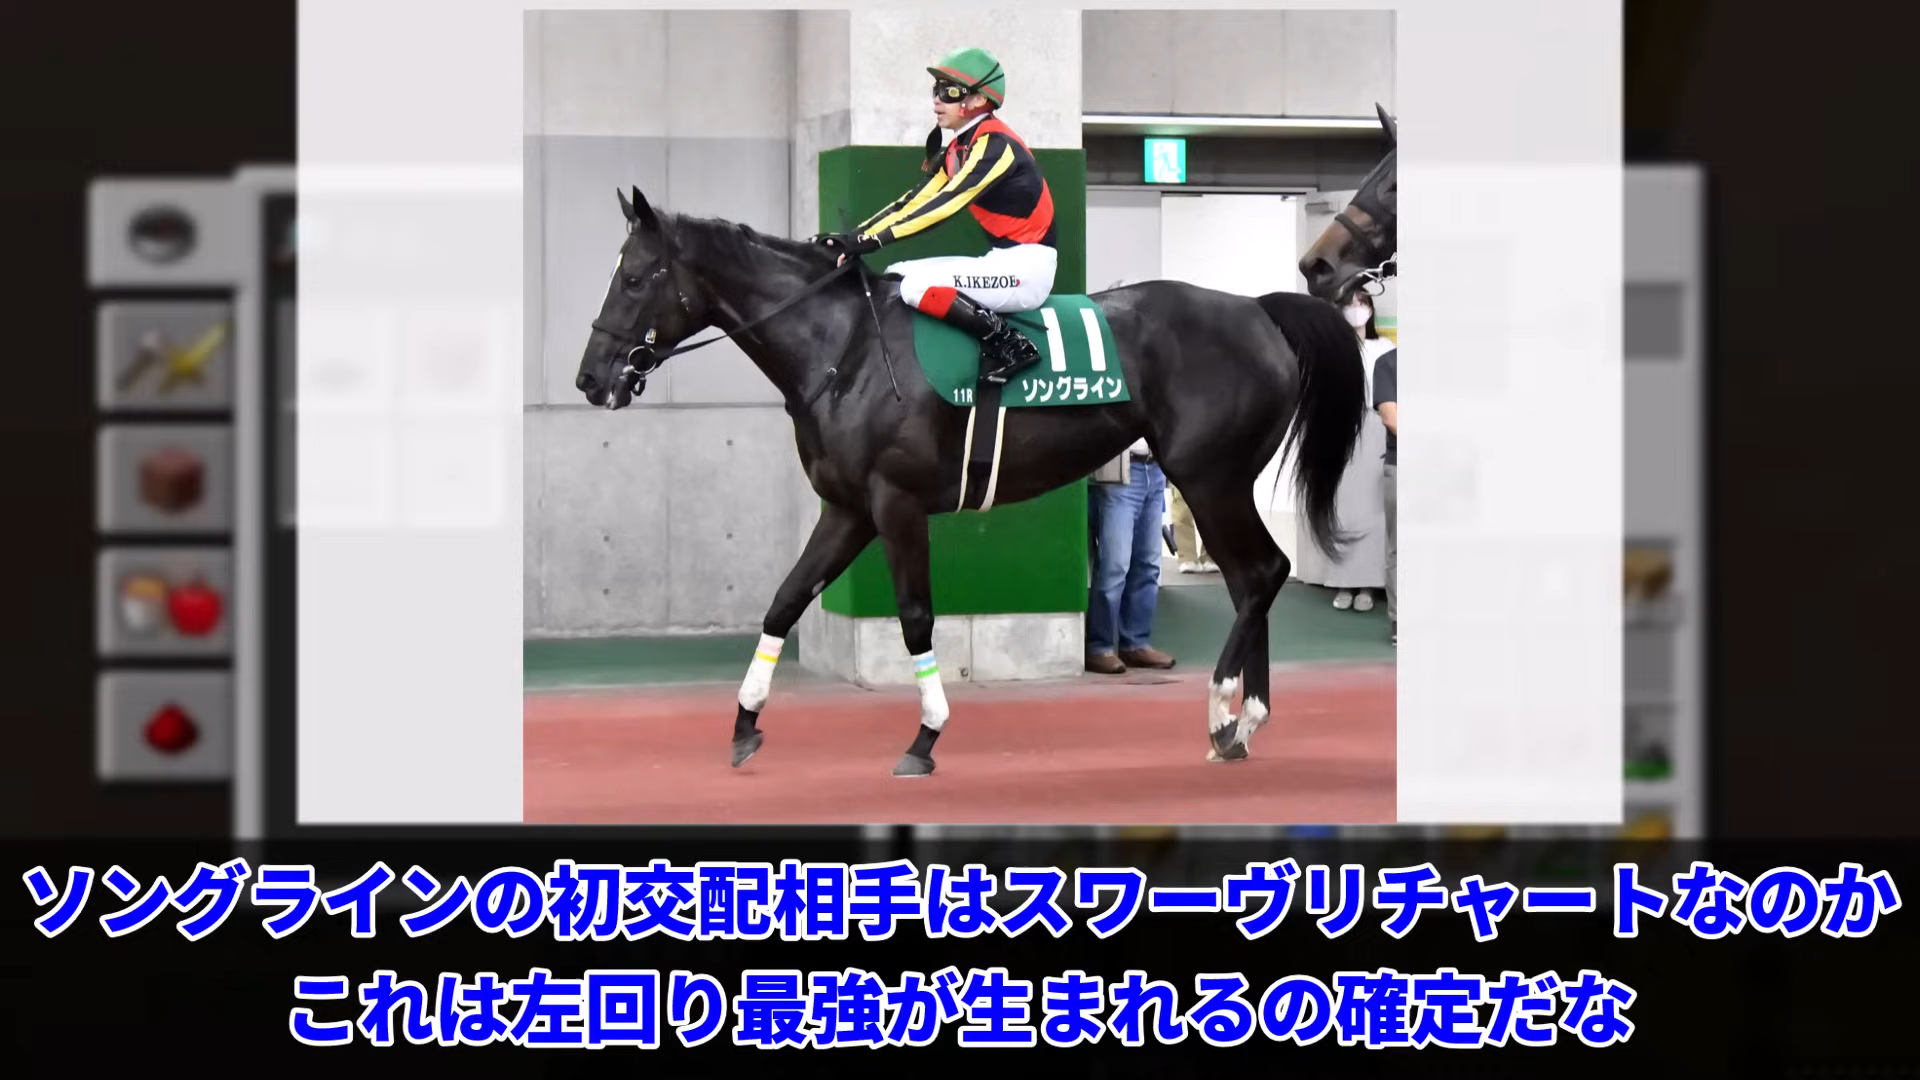 K.IKEZOE
11
11R ソングライン
ソングラインの初交配相手はスワーヴリチャートなのか
これは左回り最強が生まれるの確定だな